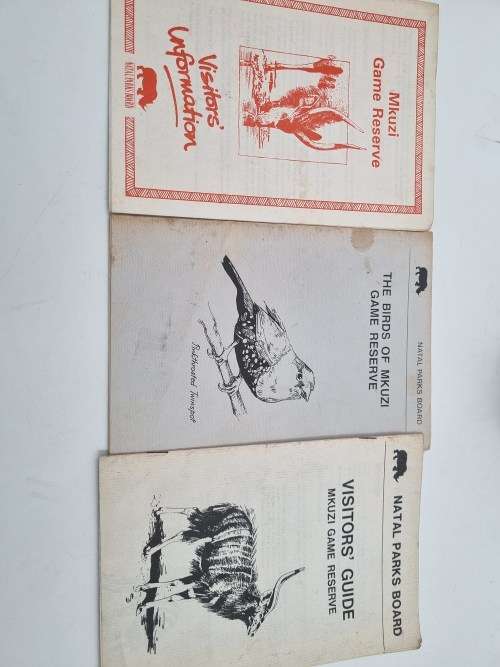 Mkuzi
Game Reserve
Visitors'
Information
NATAL PARKS BOARD
NATAL PARKS BOARD
THE BIRDS OF MKUZI
GAME RESERVE
Pinkthroated Twinspot
NATAL PARKS BOARD
VISITORS' GUIDE
MKUZI GAME RESERVE